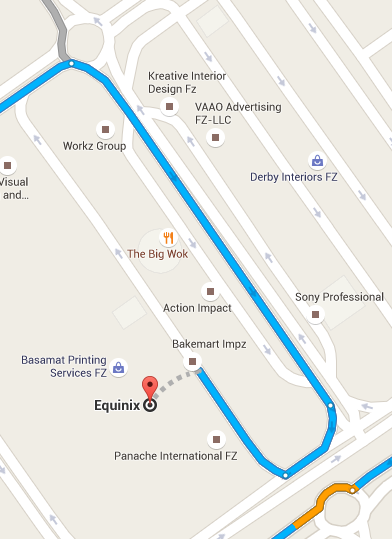 Kreative Interior
Design Fz
VAAO Advertising
FZ-LLC
Workz Group
Derby Interiors FZ
Visual
and...
The Big Wok
Action Impact
Sony Professional
Bakemart Impz
Basamat Printing
Services FZ
Equinix
Panache International FZ